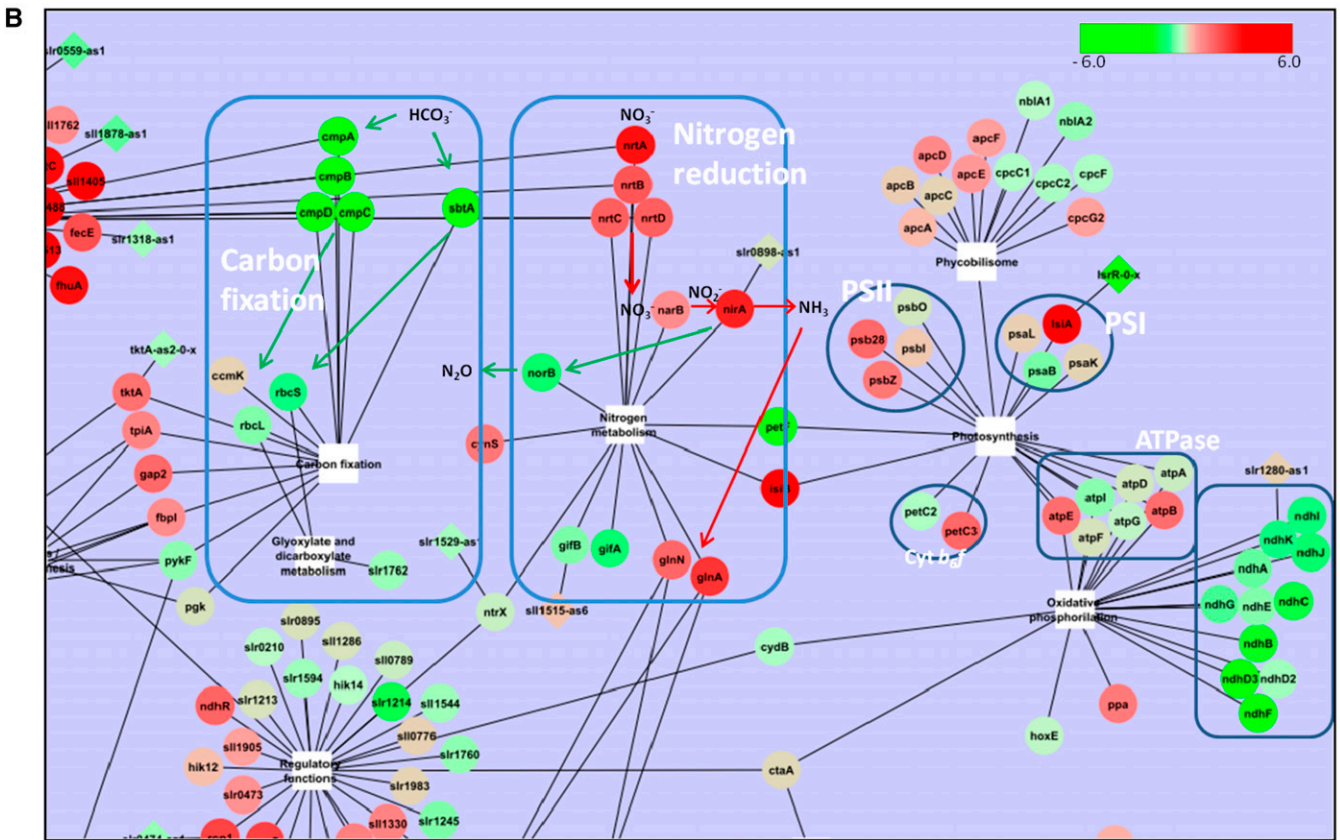 B
slr0559-as1
-6.0
6.0
nblA1
nblA2
HCO3-
NO3-
sll1762
sll1878-as1
cmpA
nrtA
Nitrogen
reduction
apcD
apcF
apcE
cpcC1
cpcC2
cpcF
sll1405
cmpB
nrtB
apcB
apcC
488
cmpD
cmpC
sbtA
nrtC
nrtD
apcA
cpcG2
fecE
slr1318-as1
613
slr0898-as1
Phycobilisome
Carbon
fixation
fhuA
IsrR-0-x
NO3-
narB
NO2-
nirA
NH3
PSII
psbO
psaL
IsiA
PSI
psb28
psbI
psaB
psaK
tktA-as2-0-x
ccmK
rbcS
N2O
norB
psbZ
tktA
rbcL
tpiA
cynS
Nitrogen
metabolism
Photosynthesis
ATPase
gap2
Carbon fixation
slr1280-as1
atpI
atpD
atpA
fbpI
petC2
petC3
atpE
atpG
atpB
ndhI
Cyt b6f
atpF
ndhK
ndhJ
Glyoxylate and
dicarboxylate
metabolism
slr1529-as1
gifB
gifA
glnN
glnA
pykF
slr1762
ndhA
pgk
ntrX
sll1515-as6
Oxidative
phosphorilation
ndhG
ndhE
ndhC
slr0895
slr0210
sll1286
sll0789
cydB
ndhB
slr1594
hik14
ndhD3
ndhD2
ndhR
slr1213
slr1214
sll1544
ppa
ndhF
sll1905
sll0776
slr1760
hoxE
hik12
Regulatory
functions
ctaA
slr0473
slr1983
sll1330
slr1245